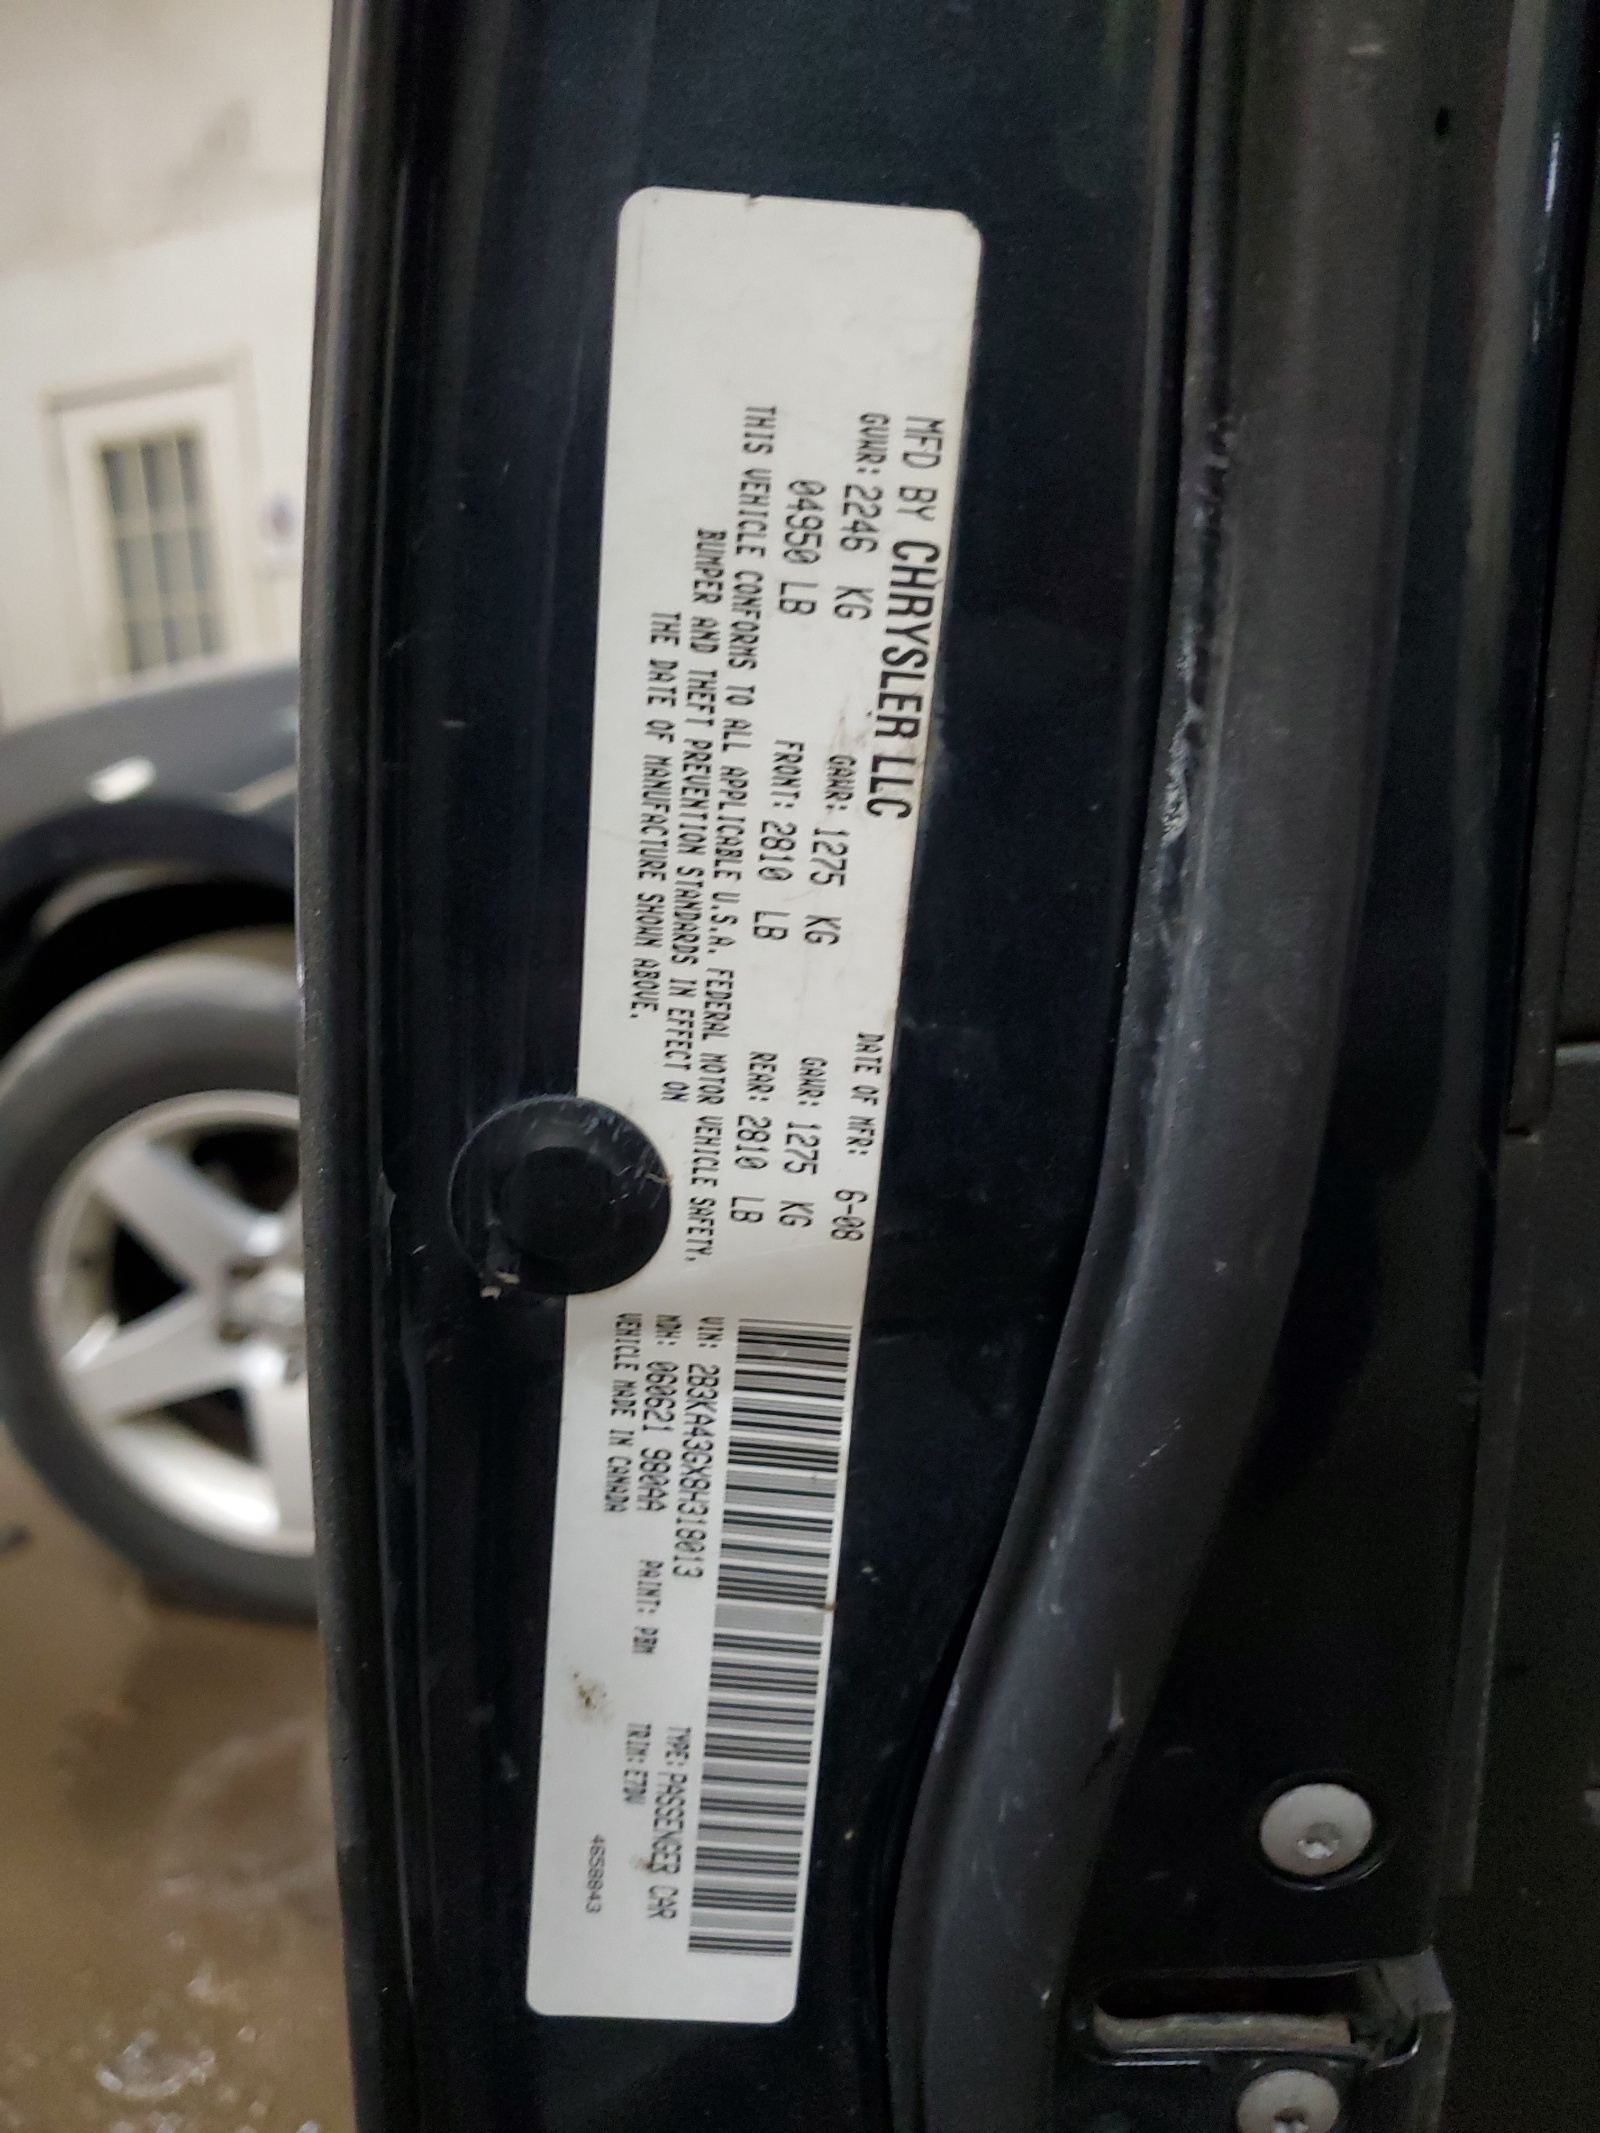 MFD BY CHRYSLER LLC
DATE OF MFR: 6-08
GVWR: 2246 KG
GAWR: 1275 KG
GAWR: 1275 KG
04950 LB
FRONT: 2810 LB
REAR: 2810 LB
THIS VEHICLE CONFORMS TO ALL APPLICABLE U.S.A. FEDERAL MOTOR VEHICLE SAFETY,
BUMPER AND THEFT PREVENTION STANDARDS IN EFFECT ON
THE DATE OF MANUFACTURE SHOWN ABOVE.
VIN: 2B3KA43GX8H318013
TYPE: PASSENGER CAR
MDH: 060621 980AA
PAINT: PBM
TRIM: E7DV
VEHICLE MADE IN CANADA
4658843